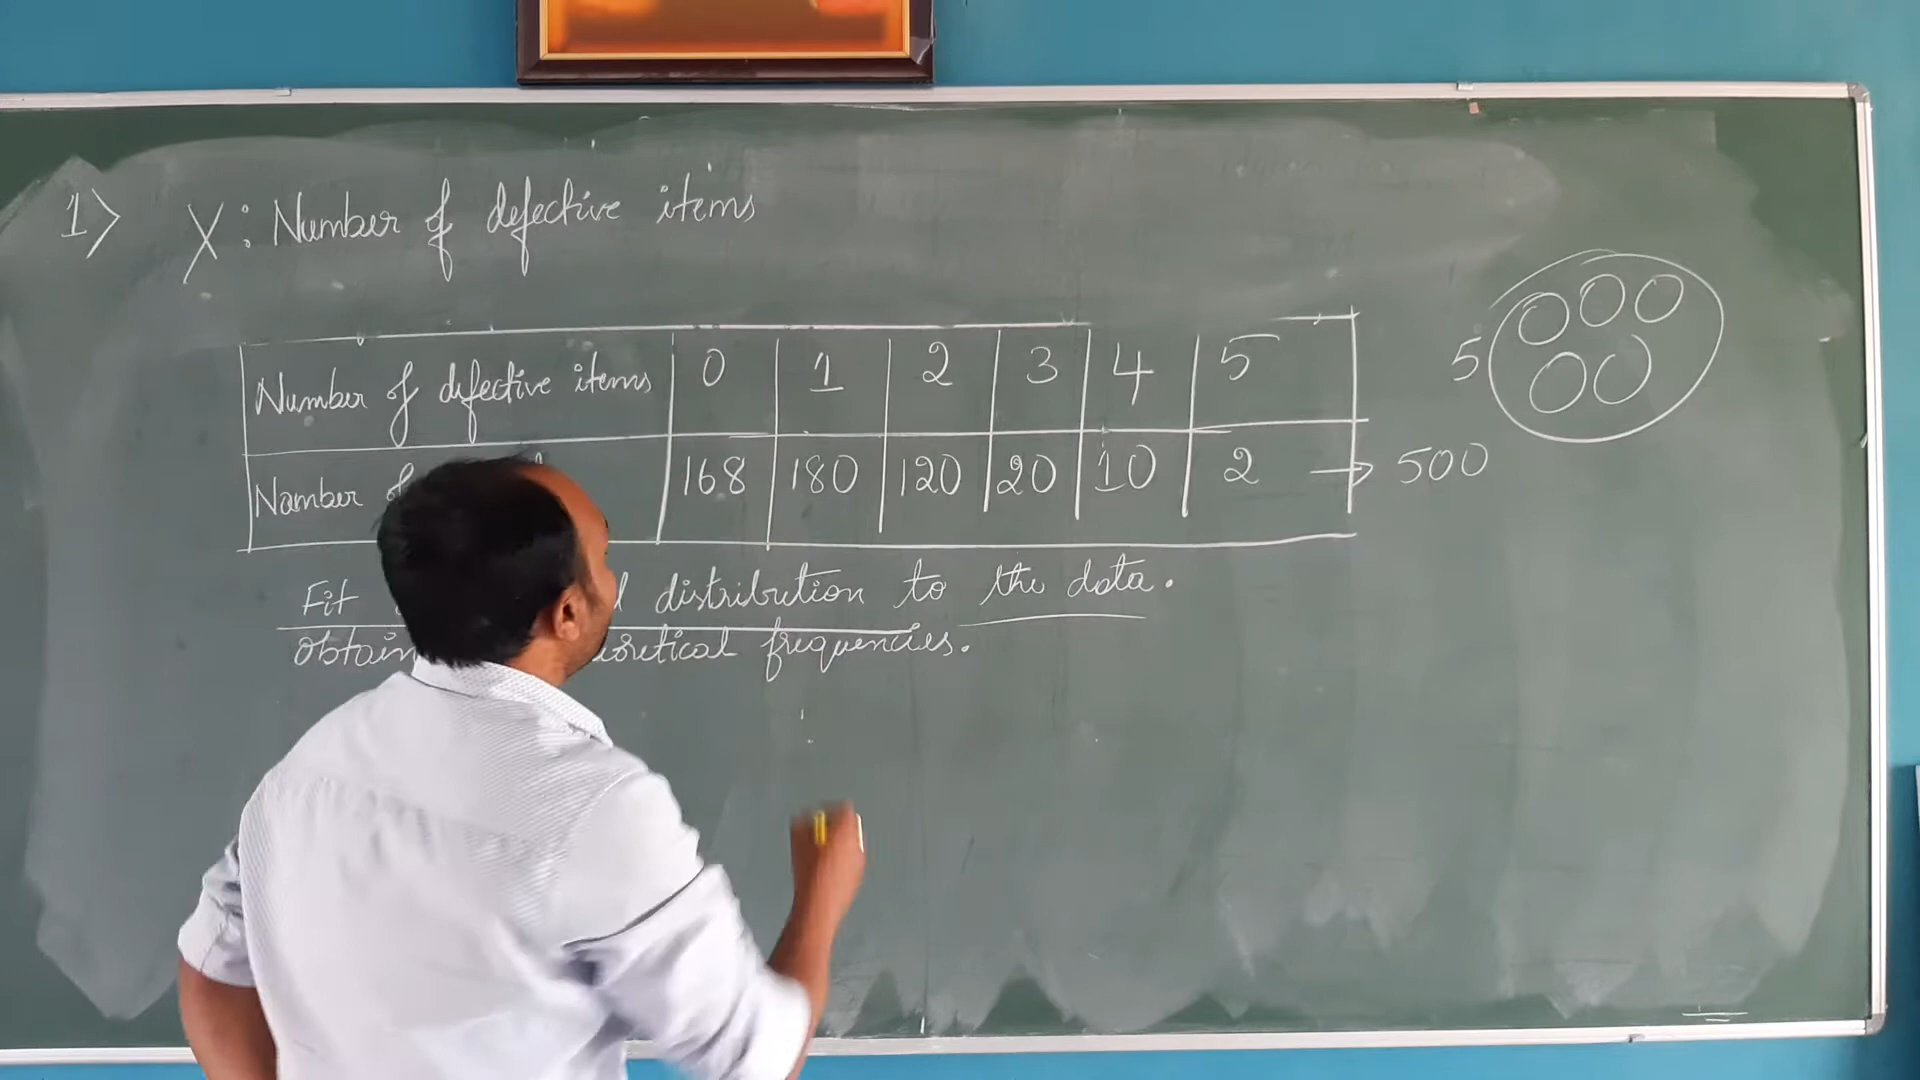 1> X: Number of defective items
Number of defective items 0 1 2 3 4 5 5
Number 168 180 120 20 10 2 → 500
Fit distribution to the data.
obtain frequencies.